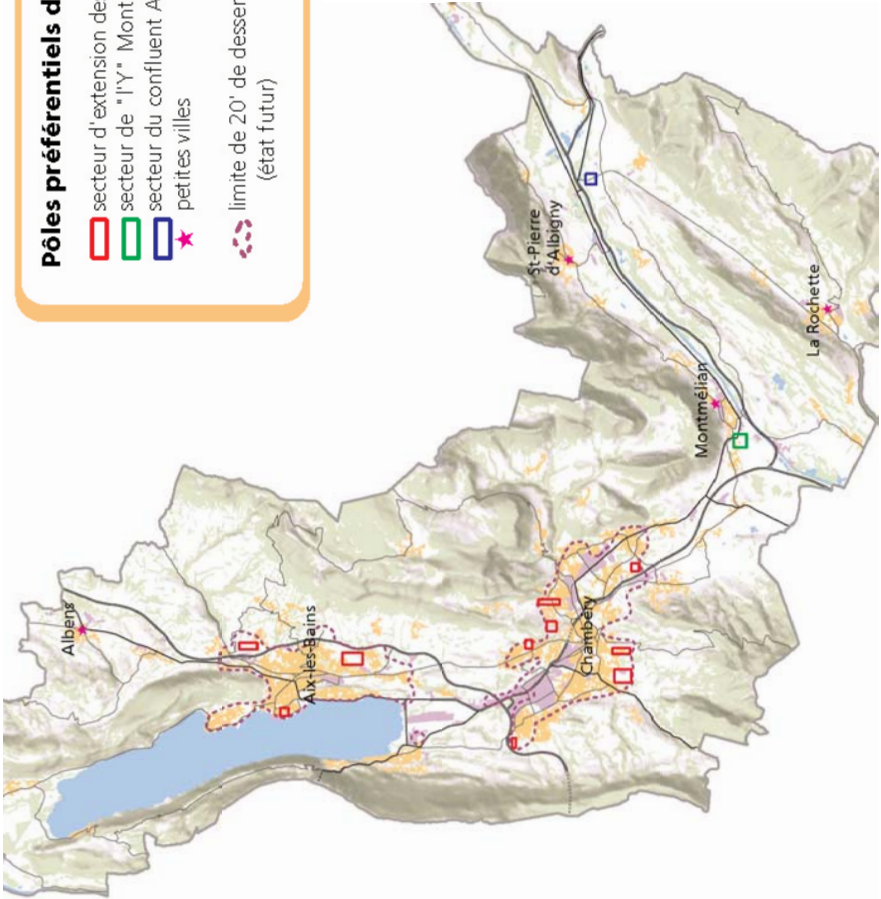 Pôles préférentiels d
secteur d'extension des
secteur de "l'Y" Mont
secteur du confluent A
petites villes
limite de 20' de desser
(état futur)
Albens
Aix-les-Bains
Chambéry
Montmélian
St-Pierre
d'Albigny
La Rochette